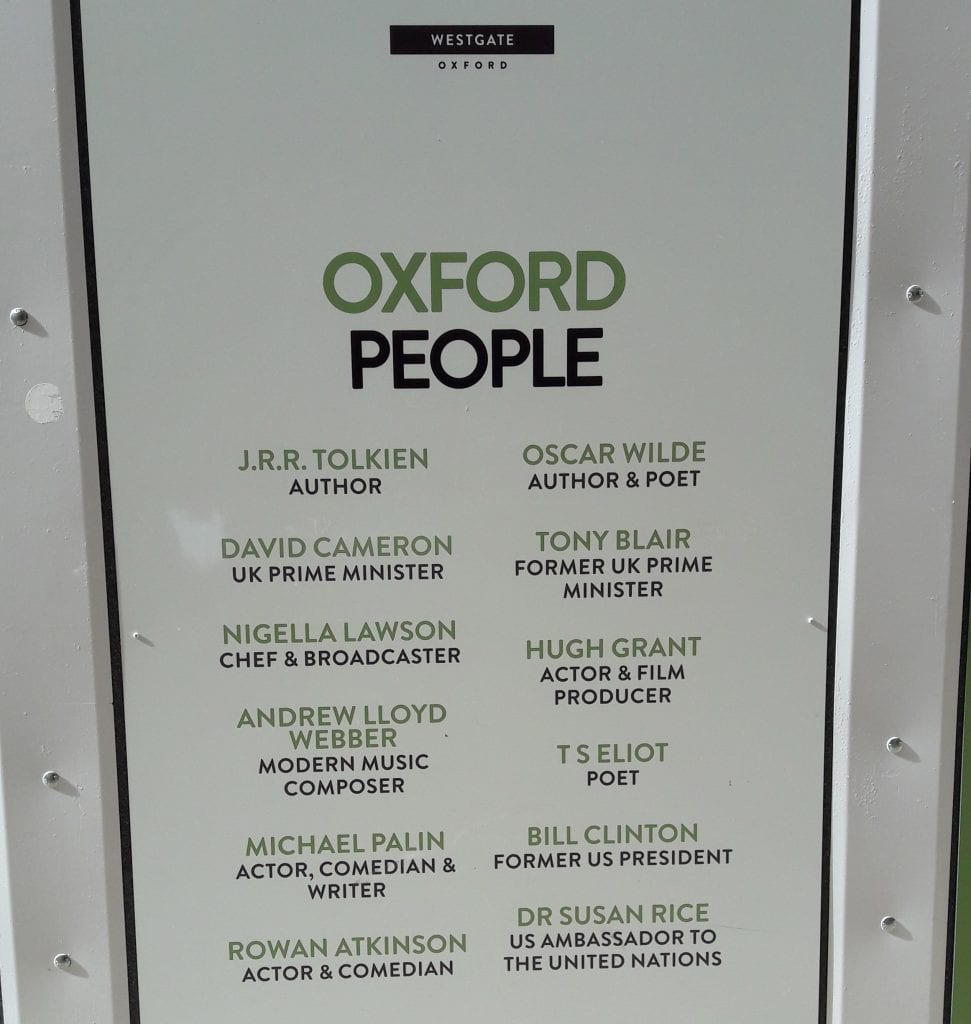 WESTGATE
OXFORD
OXFORD
PEOPLE
J.R.R. TOLKIEN
AUTHOR
DAVID CAMERON
UK PRIME MINISTER
NIGELLA LAWSON
CHEF & BROADCASTER
ANDREW LLOYD
WEBBER
MODERN MUSIC
COMPOSER
MICHAEL PALIN
ACTOR, COMEDIAN &
WRITER
ROWAN ATKINSON
ACTOR & COMEDIAN
OSCAR WILDE
AUTHOR & POET
TONY BLAIR
FORMER UK PRIME
MINISTER
HUGH GRANT
ACTOR & FILM
PRODUCER
T S ELIOT
POET
BILL CLINTON
FORMER US PRESIDENT
DR SUSAN RICE
US AMBASSADOR TO
THE UNITED NATIONS